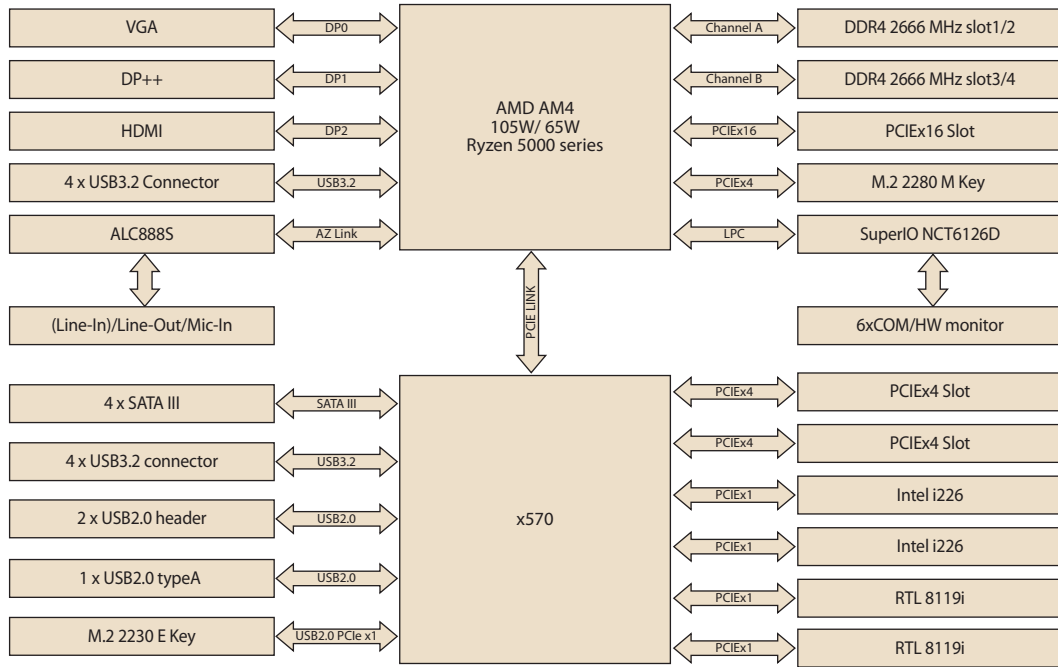 VGA
DP0
DP++
DP1
HDMI
DP2
4 x USB3.2 Connector
USB3.2
ALC888S
AZ Link
(Line-In)/Line-Out/Mic-In
AMD AM4
105W/ 65W
Ryzen 5000 series
Channel A
DDR4 2666 MHz slot1/2
Channel B
DDR4 2666 MHz slot3/4
PCIEx16
PCIEx16 Slot
PCIEx4
M.2 2280 M Key
LPC
SuperIO NCT6126D
6xCOM/HW monitor
PCIE LINK
4 x SATA III
SATA III
4 x USB3.2 connector
USB3.2
2 x USB2.0 header
USB2.0
1 x USB2.0 typeA
USB2.0
M.2 2230 E Key
USB2.0 PCIe x1
x570
PCIEx4
PCIEx4 Slot
PCIEx4
PCIEx4 Slot
PCIEx1
Intel i226
PCIEx1
Intel i226
PCIEx1
RTL 8119i
PCIEx1
RTL 8119i